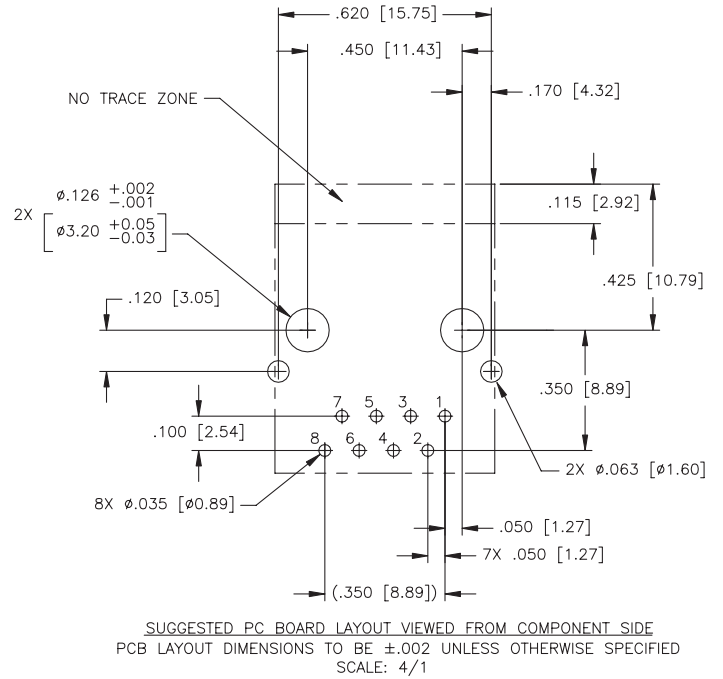 .620 [15.75]
.450 [11.43]
.170 [4.32]
NO TRACE ZONE
ø.126 +.002
-.001
2X
ø3.20 +0.05
-0.03
.115 [2.92]
.425 [10.79]
.120 [3.05]
.350 [8.89]
7 5 3 1
.100 [2.54]
8 6 4 2
2X ø.063 [ø1.60]
8X ø.035 [ø0.89]
.050 [1.27]
7X .050 [1.27]
(.350 [8.89])
SUGGESTED PC BOARD LAYOUT VIEWED FROM COMPONENT SIDE
PCB LAYOUT DIMENSIONS TO BE ±.002 UNLESS OTHERWISE SPECIFIED
SCALE: 4/1